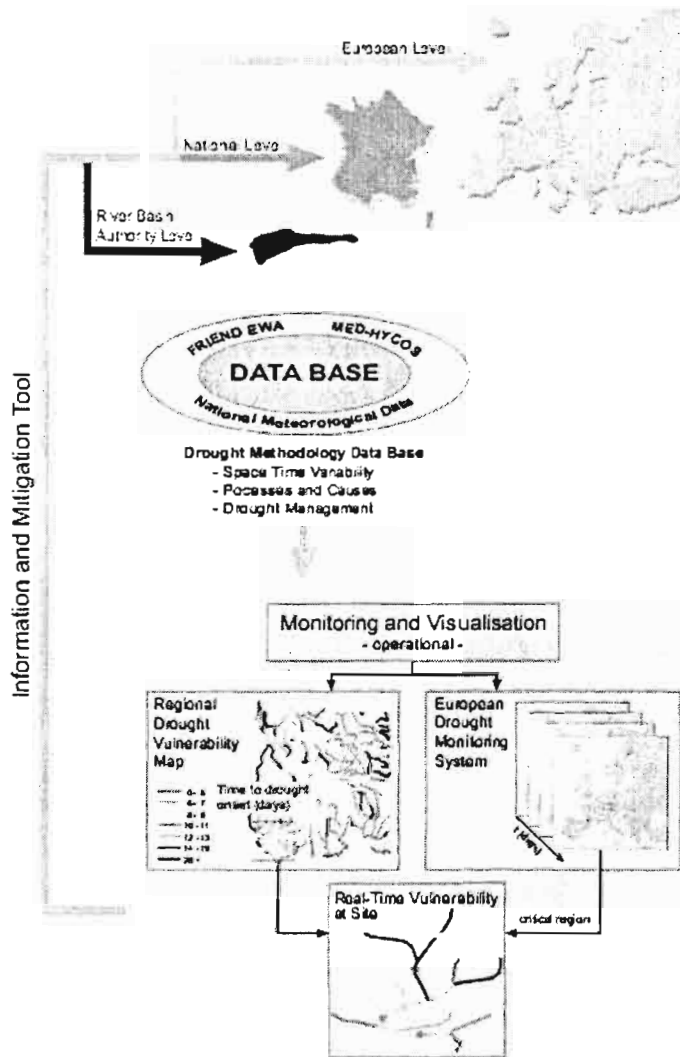 European Level
National Level
River Basin
Authority Level
Information and Mitigation Tool
FRIEND EWA
MED-HYCOS
DATA BASE
National Meteorological Data
Drought Methodology Data Base
- Space Time Variability
- Pocesses and Causes
- Drought Management
Monitoring and Visualisation
- operational -
Regional
Drought
Vulnerability
Map
Time to drought
onset (days)
European
Drought
Monitoring
System
Real-Time Vulnerability
at Site
critical region